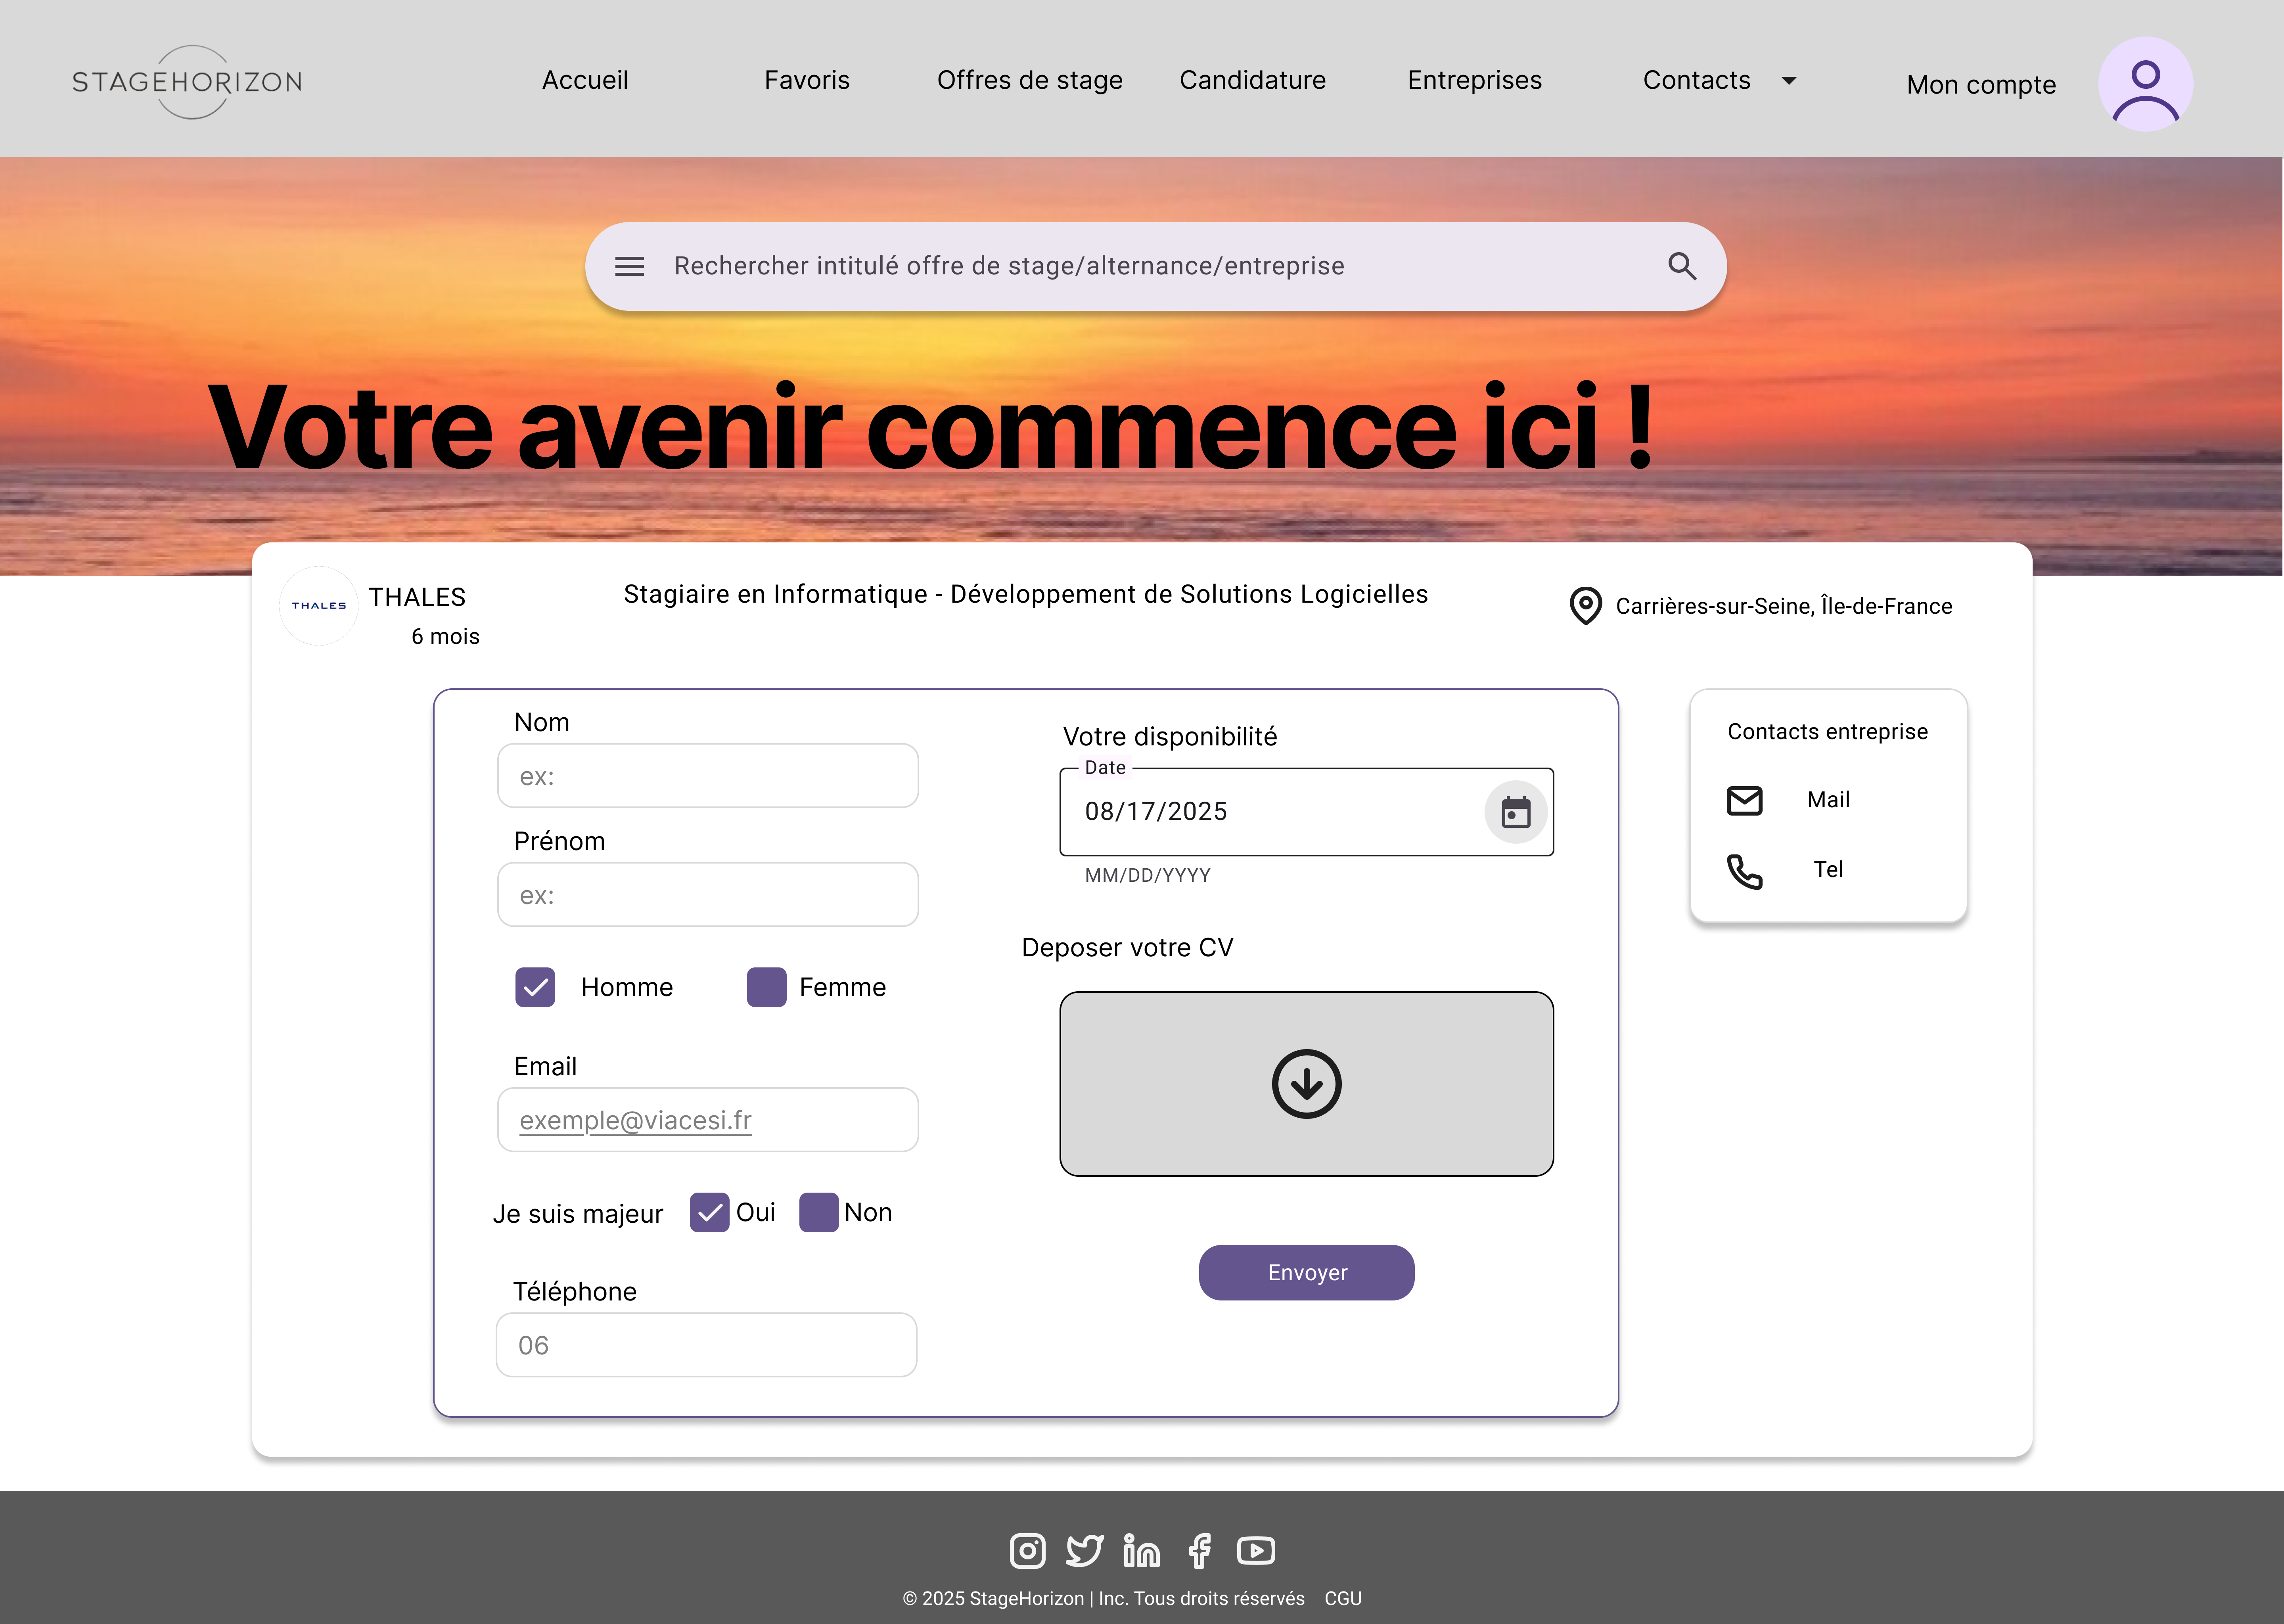 STAGEHORIZON
Accueil
Favoris
Offres de stage
Candidature
Entreprises
Contacts
Mon compte
Rechercher intitulé offre de stage/alternance/entreprise
Votre avenir commence ici !
THALES
THALES
6 mois
Stagiaire en Informatique - Développement de Solutions Logicielles
Carrières-sur-Seine, Île-de-France
Nom
ex:
Prénom
ex:
Homme
Femme
Email
exemple@viacesi.fr
Je suis majeur
Oui
Non
Téléphone
06
Votre disponibilité
Date
08/17/2025
MM/DD/YYYY
Deposer votre CV
Envoyer
Contacts entreprise
Mail
Tel
© 2025 StageHorizon | Inc. Tous droits réservés CGU